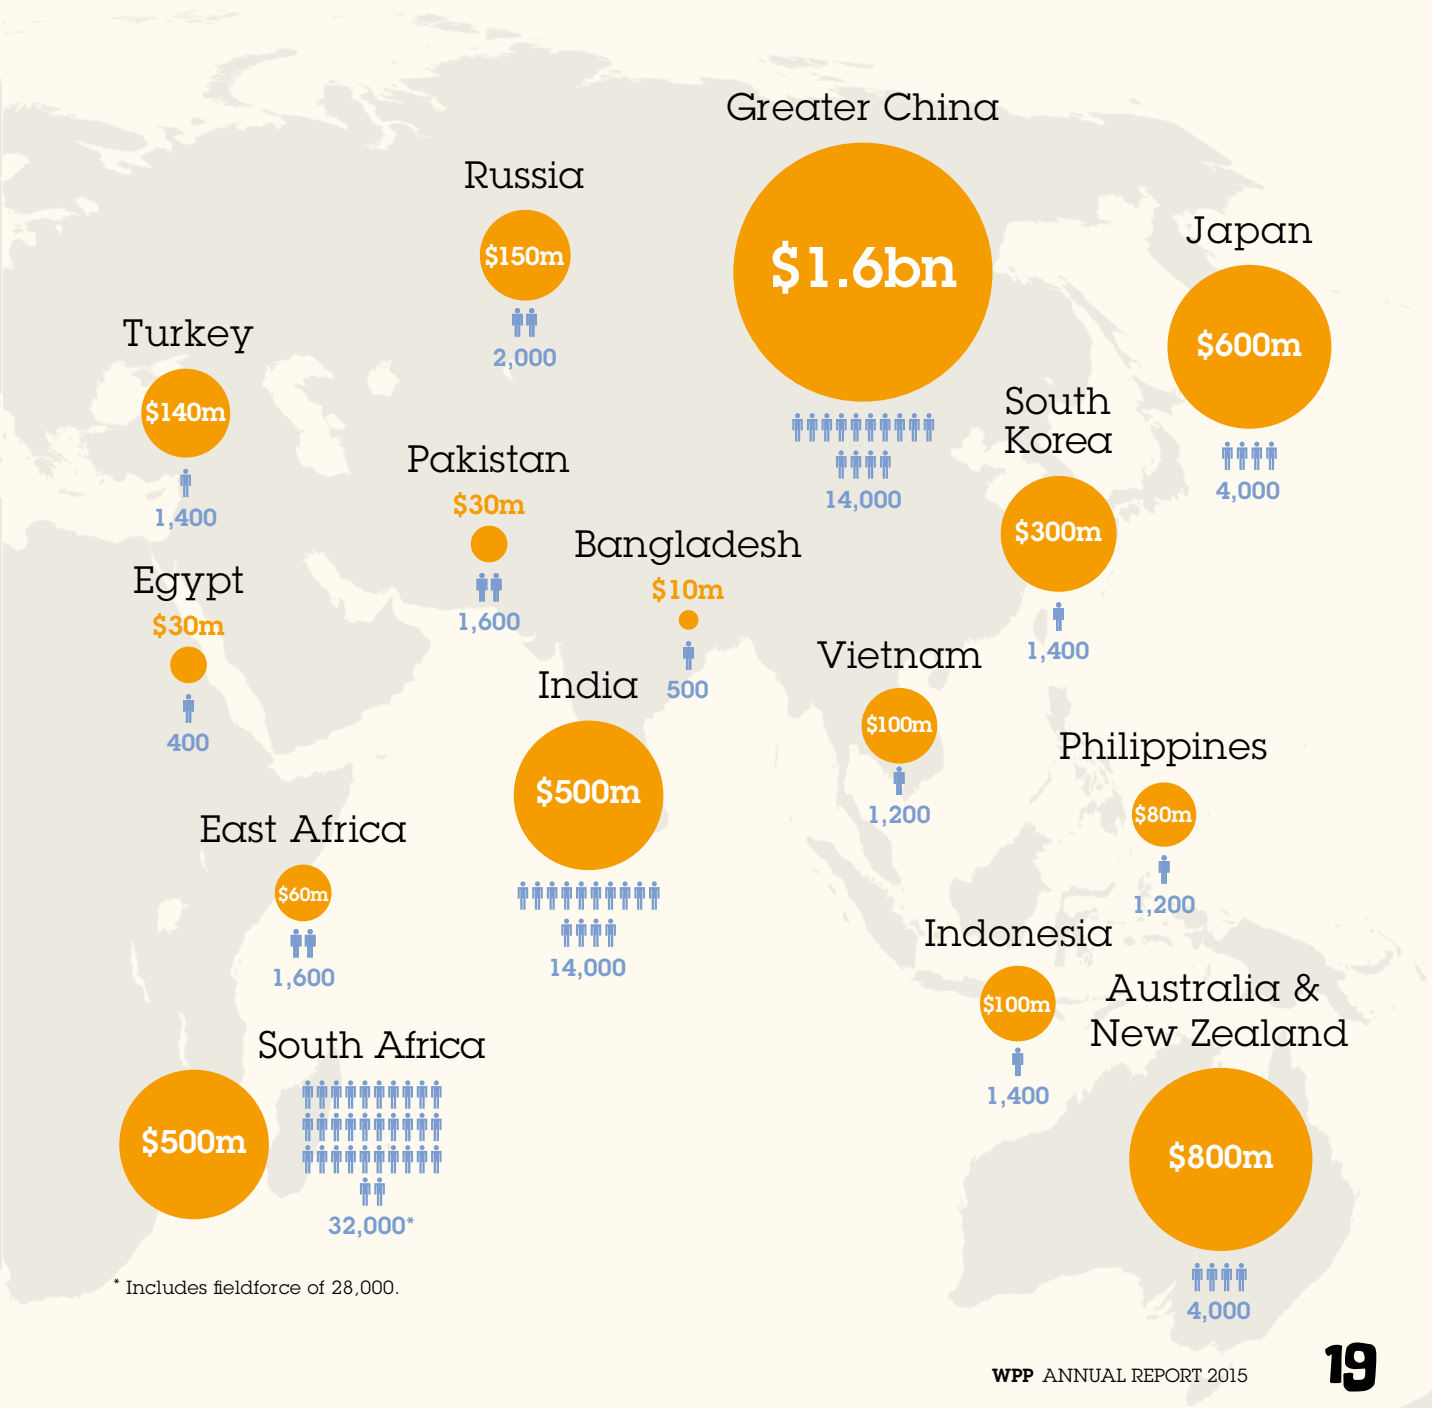 Greater China
$1.6bn
14,000
Russia
$150m
2,000
Japan
$600m
4,000
Turkey
$140m
1,400
South
Korea
$300m
1,400
Pakistan
$30m
1,600
Bangladesh
$10m
500
Egypt
$30m
400
Vietnam
$100m
1,200
India
$500m
14,000
Philippines
$80m
1,200
East Africa
$60m
1,600
Indonesia
$100m
1,400
Australia &
New Zealand
$800m
4,000
South Africa
$500m
32,000*
* Includes fieldforce of 28,000.
WPP ANNUAL REPORT 2015
19